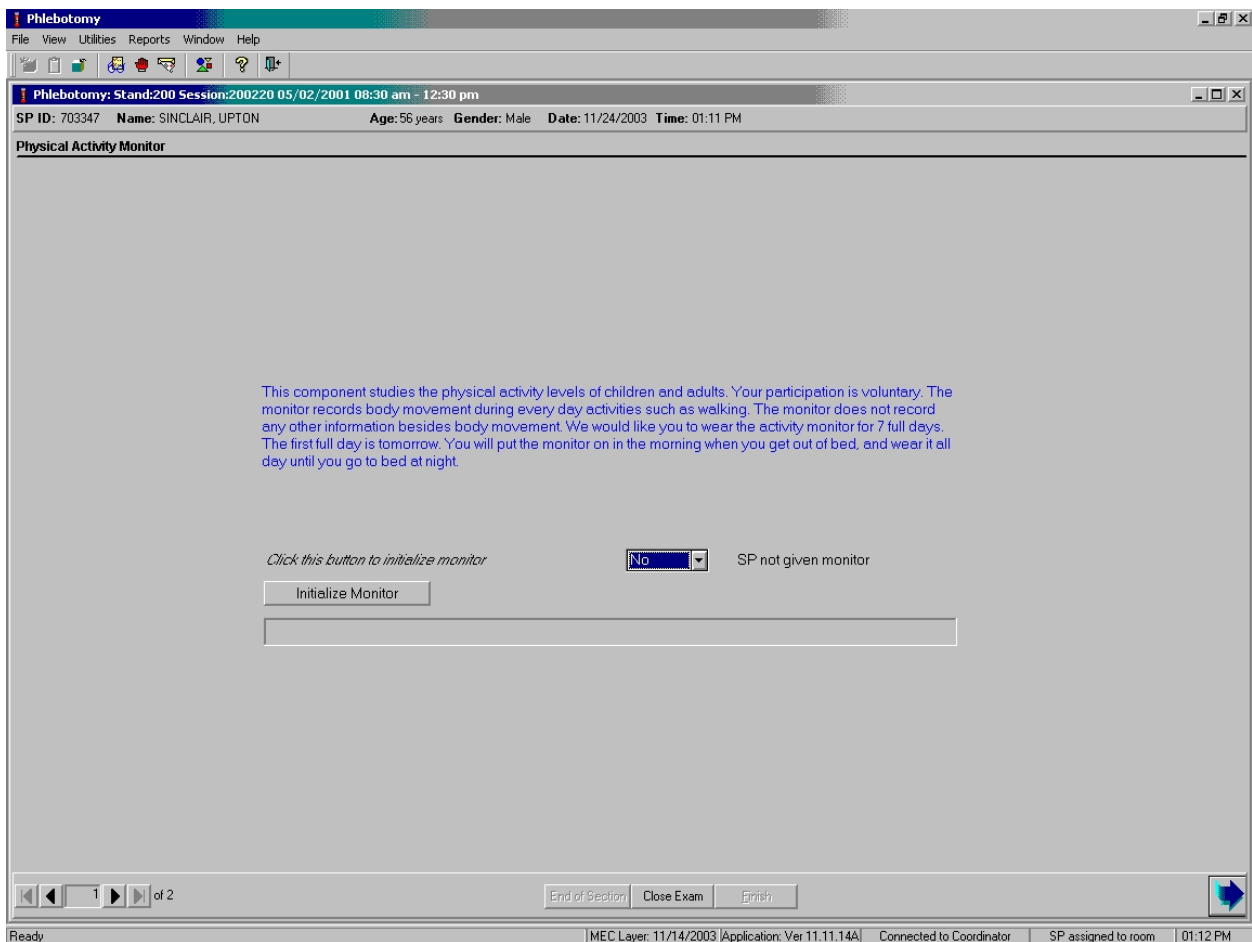 Phlebotomy
File View Utilities Reports Window Help
Phlebotomy: Stand:200 Session:200220 05/02/2001 08:30 am - 12:30 pm
SP ID: 703347 Name: SINCLAIR, UPTON Age: 56 years Gender: Male Date: 11/24/2003 Time: 01:11 PM
Physical Activity Monitor
This component studies the physical activity levels of children and adults. Your participation is voluntary. The
monitor records body movement during every day activities such as walking. The monitor does not record
any other information besides body movement. We would like you to wear the activity monitor for 7 full days.
The first full day is tomorrow. You will put the monitor on in the morning when you get out of bed, and wear it all
day until you go to bed at night.
Click this button to initialize monitor No SP not given monitor
Initialize Monitor
1 of 2 End of Section Close Exam Finish
Ready MEC Layer: 11/14/2003 Application: Ver 11.11.14A Connected to Coordinator SP assigned to room 01:12 PM